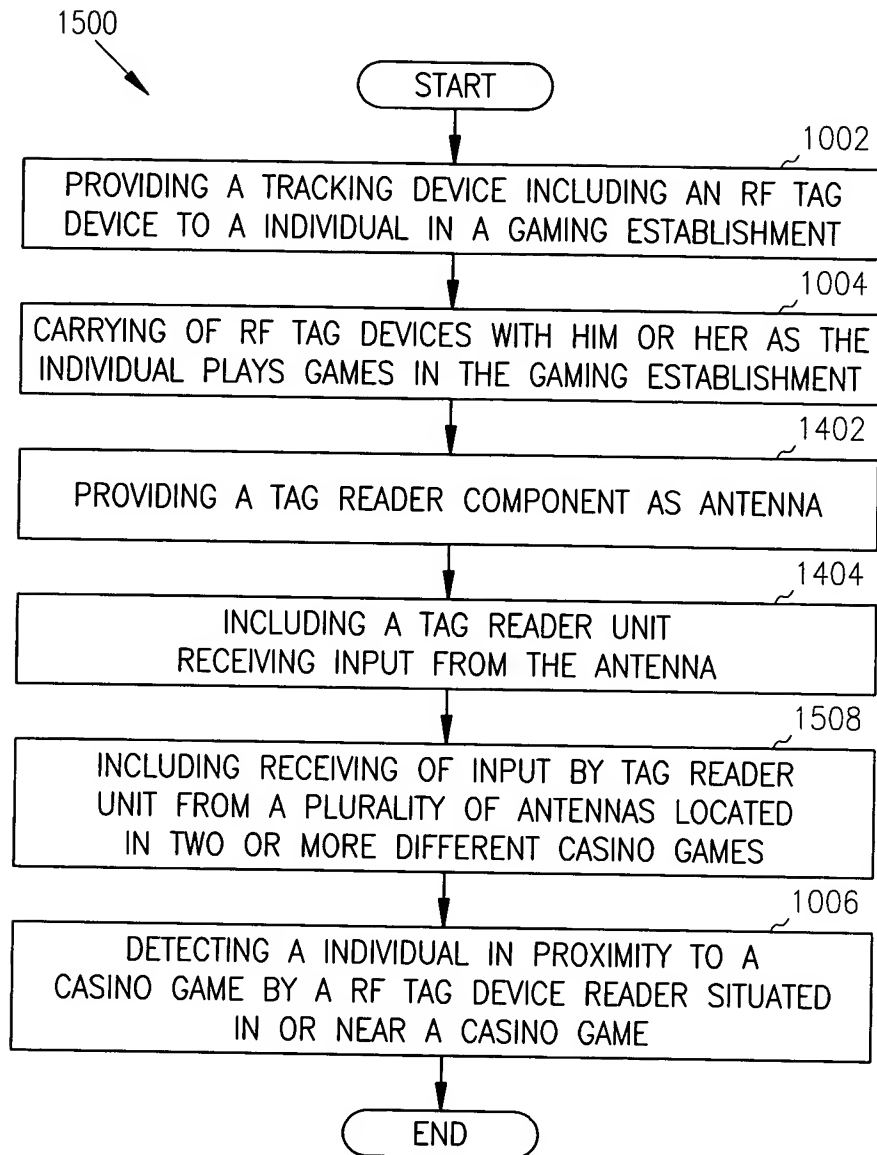 1500
START
1002
PROVIDING A TRACKING DEVICE INCLUDING AN RF TAG
DEVICE TO A INDIVIDUAL IN A GAMING ESTABLISHMENT
1004
CARRYING OF RF TAG DEVICES WITH HIM OR HER AS THE
INDIVIDUAL PLAYS GAMES IN THE GAMING ESTABLISHMENT
1402
PROVIDING A TAG READER COMPONENT AS ANTENNA
1404
INCLUDING A TAG READER UNIT
RECEIVING INPUT FROM THE ANTENNA
1508
INCLUDING RECEIVING OF INPUT BY TAG READER
UNIT FROM A PLURALITY OF ANTENNAS LOCATED
IN TWO OR MORE DIFFERENT CASINO GAMES
1006
DETECTING A INDIVIDUAL IN PROXIMITY TO A
CASINO GAME BY A RF TAG DEVICE READER SITUATED
IN OR NEAR A CASINO GAME
END